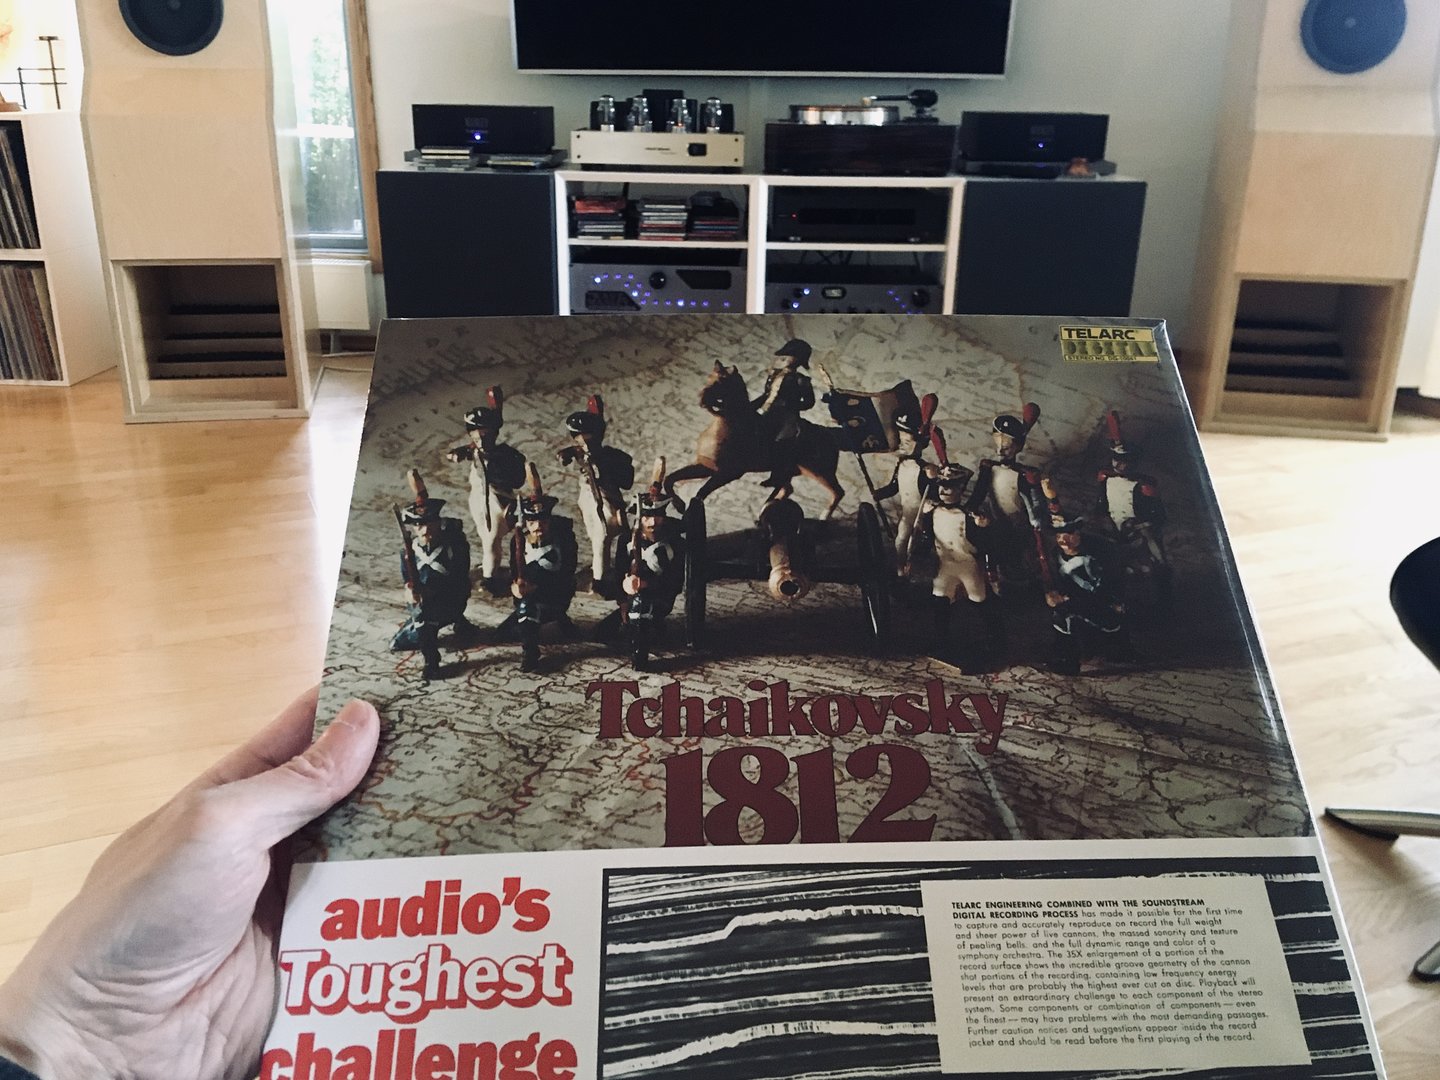 TELARC
DIGITAL
STEREO NO. DG-10041
Tchaikovsky
1812
audio's
Toughest
challenge
TELARC ENGINEERING COMBINED WITH THE SOUNDSTREAM
DIGITAL RECORDING PROCESS has made it possible for the first time
to capture and accurately reproduce on record the full weight
and sheer power of live cannons, the massed sonority and texture
of pealing bells, and the full dynamic range and color of a
symphony orchestra. The 35X enlargement of a portion of the
record surface shows the incredible groove geometry of the cannon
shot portions of the recording, containing low frequency energy
levels that are probably the highest ever cut on disc. Playback will
present an extraordinary challenge to each component of the stereo
system. Some components or combination of components — even
the finest — may have problems with the most demanding passages.
Further caution notices and suggestions appear inside the record
jacket and should be read before the first playing of the record.